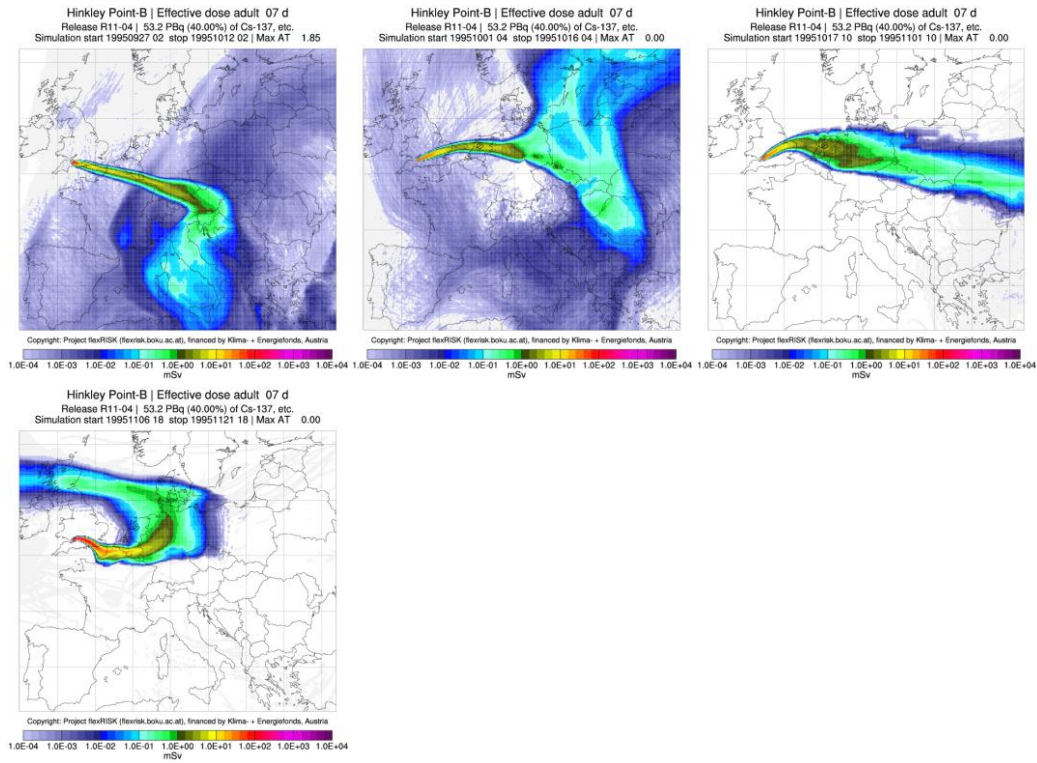 Hinkley Point-B | Effective dose adult 07 d
Release R11-04 | 53.2 PBq (40.00%) of Cs-137, etc.
Simulation start 19950927 02 stop 19951012 02 | Max AT 1.85
Copyright: Project flexRISK (flexrisk.boku.ac.at), financed by Klima- + Energiefonds, Austria
1.0E-04 1.0E-03 1.0E-02 1.0E-01 1.0E+00 1.0E+01 1.0E+02 1.0E+03 1.0E+04
mSv
Hinkley Point-B | Effective dose adult 07 d
Release R11-04 | 53.2 PBq (40.00%) of Cs-137, etc.
Simulation start 19951001 04 stop 19951016 04 | Max AT 0.00
Copyright: Project flexRISK (flexrisk.boku.ac.at), financed by Klima- + Energiefonds, Austria
1.0E-04 1.0E-03 1.0E-02 1.0E-01 1.0E+00 1.0E+01 1.0E+02 1.0E+03 1.0E+04
mSv
Hinkley Point-B | Effective dose adult 07 d
Release R11-04 | 53.2 PBq (40.00%) of Cs-137, etc.
Simulation start 19951017 10 stop 19951101 10 | Max AT 0.00
Copyright: Project flexRISK (flexrisk.boku.ac.at), financed by Klima- + Energiefonds, Austria
1.0E-04 1.0E-03 1.0E-02 1.0E-01 1.0E+00 1.0E+01 1.0E+02 1.0E+03 1.0E+04
mSv
Hinkley Point-B | Effective dose adult 07 d
Release R11-04 | 53.2 PBq (40.00%) of Cs-137, etc.
Simulation start 19951106 18 stop 19951121 18 | Max AT 0.00
Copyright: Project flexRISK (flexrisk.boku.ac.at), financed by Klima- + Energiefonds, Austria
1.0E-04 1.0E-03 1.0E-02 1.0E-01 1.0E+00 1.0E+01 1.0E+02 1.0E+03 1.0E+04
mSv